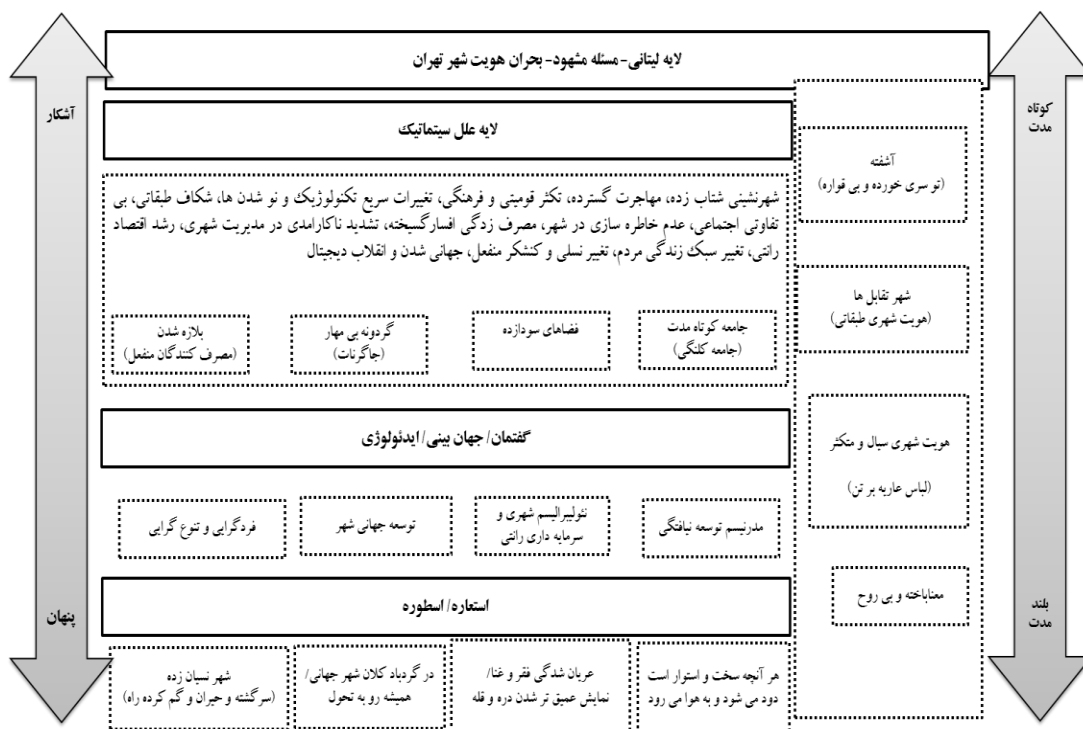 لایه لیتانی- مسئله مشهود- بحران هویت شهر تهران
کوتاه
مدت
بلند
مدت
آشکار
پنهان
آشفته
(تو سری خورده و بی قواره)
شهر تقابل ها
(هویت شهری طبقاتی)
هویت شهری سیال و متکثر
(لباس عاریه بر تن)
معناباخته و بی روح
لایه علل سیتماتیک
شهرنشینی شتاب زده، مهاجرت گسترده، تکثر قومیتی و فرهنگی، تغییرات سریع تکنولوژیک و نو شدن ها، شکاف طبقاتی، بی
تفاوتی اجتماعی، عدم خاطره سازی در شهر، مصرف زدگی افسارگسیخته، تشدید ناکارامدی در مدیریت شهری، رشد اقتصاد
رانتی، تغییر سبک زندگی مردم، تغییر نسلی و کنشکر منفعل، جهانی شدن و انقلاب دیجیتال
جامعه کوتاه مدت
(جامعه کلنگی)
فضاهای سودازده
گردونه بی مهار
(جاگرنات)
بلازه شدن
(مصرف کنندگان منفعل)
گفتمان/ جهان بینی/ ایدئولوژی
مدرنیسم توسعه نیافتگی
نئولیبرالیسم شهری و
سرمایه داری رانتی
توسعه جهانی شهر
فردگرایی و تنوع گرایی
استعاره/ اسطوره
هر آنچه سخت و استوار است
دود می شود و به هوا می رود
عریان شدگی فقر و غنا/
نمایش عمیق تر شدن دره و قله
در گردباد کلان شهر جهانی/
همیشه رو به تحول
شهر نسیان زده
(سرگشته و حیران و گم کرده راه)